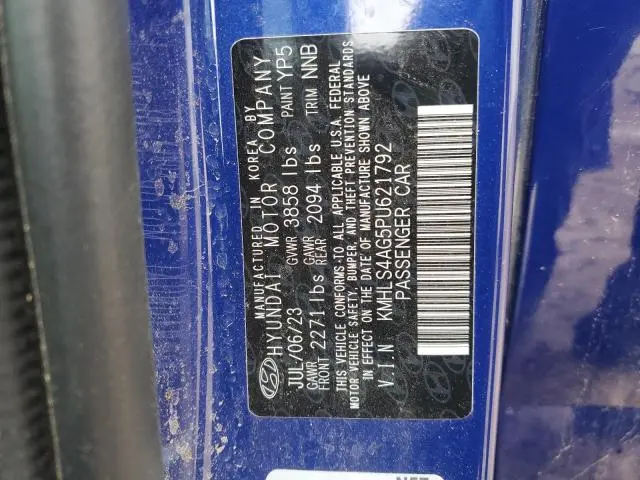 MANUFACTURED IN KOREA BY
HYUNDAI MOTOR COMPANY
JUL/06/23 GVWR 3858 lbs PAINT YP5
GAWR FRONT 2271 lbs GAWR REAR 2094 lbs TRIM NNB
THIS VEHICLE CONFORMS TO ALL APPLICABLE U.S.A. FEDERAL
MOTOR VEHICLE SAFETY, BUMPER, AND THEFT PREVENTION STANDARDS
IN EFFECT ON THE DATE OF MANUFACTURE SHOWN ABOVE
V.I.N KMHLS4AG5PU621792
PASSENGER CAR